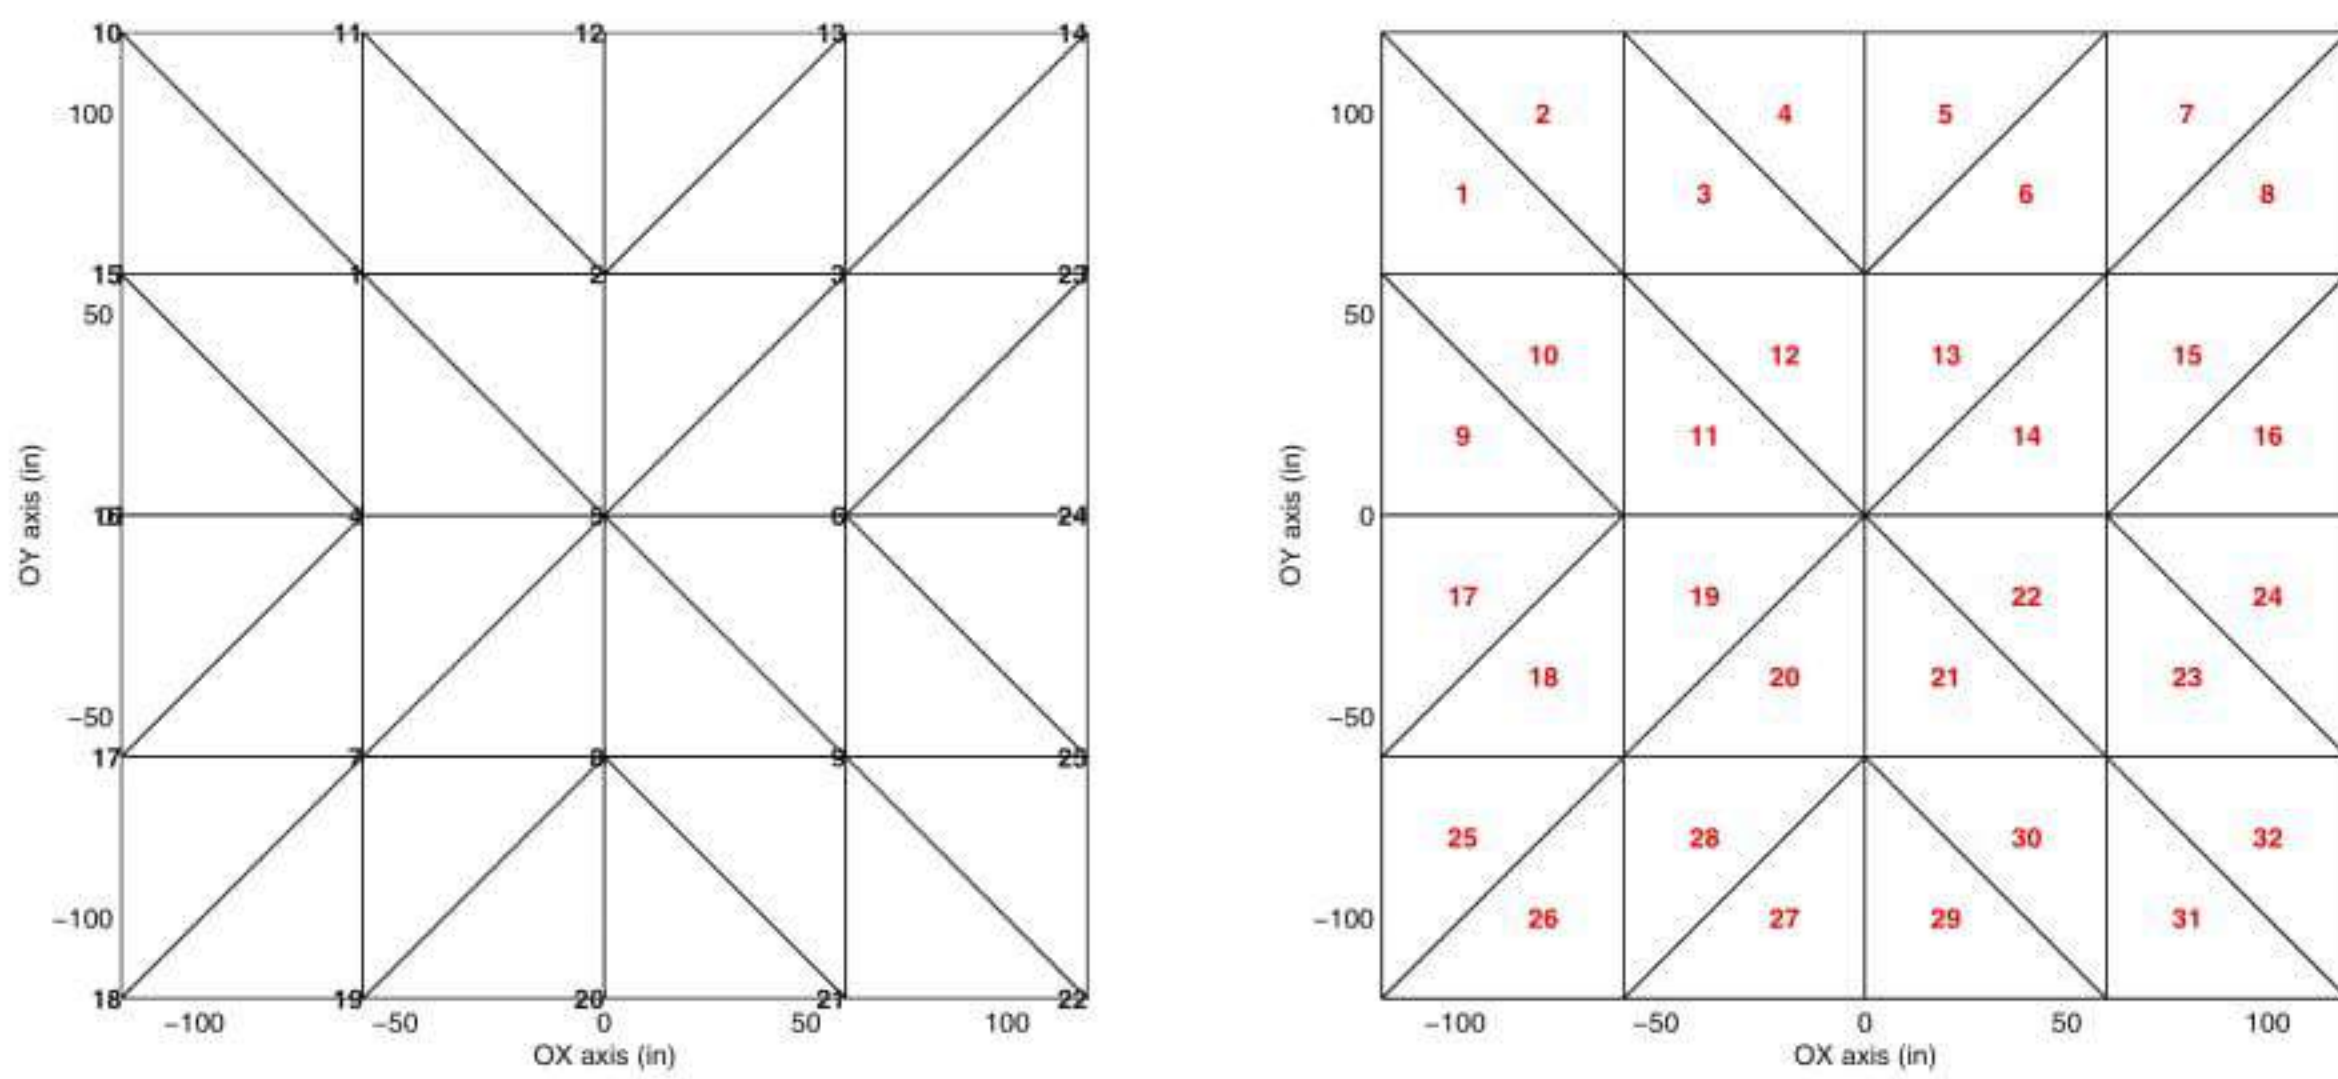 10 11 12 13 14
100
15 1 2 3 23
50
16 4 5 6 24
−50
17 7 8 9 25
−100
18 19 20 21 22
−100 −50 0 50 100
OX axis (in)
OY axis (in)
100 2 4 5 7
1 3 6 8
50
10 12 13 15
9 11 14 16
0
17 19 22 24
18 20 21 23
−50
25 28 30 32
−100 26 27 29 31
−100 −50 0 50 100
OX axis (in)
OY axis (in)